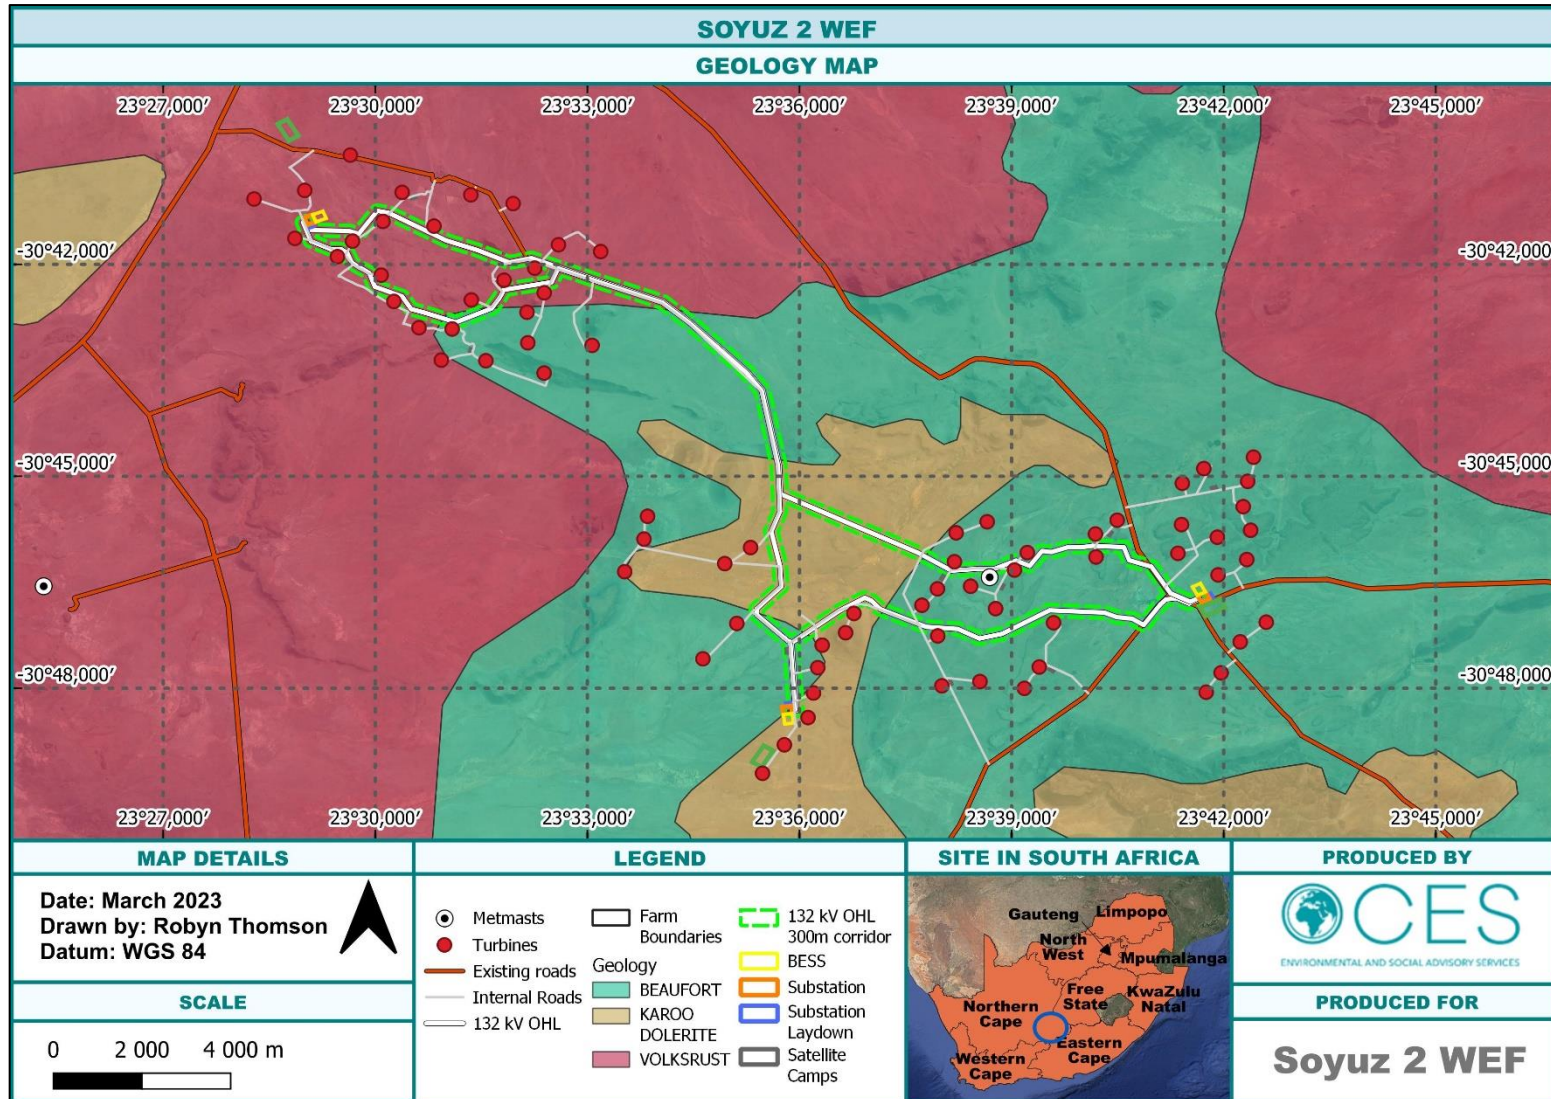 SOYUZ 2 WEF
GEOLOGY MAP
23°27,000′ 23°30,000′ 23°33,000′ 23°36,000′ 23°39,000′ 23°42,000′ 23°45,000′
-30°42,000′ -30°42,000′
-30°45,000′ -30°45,000′
-30°48,000′ -30°48,000′
23°27,000′ 23°30,000′ 23°33,000′ 23°36,000′ 23°39,000′ 23°42,000′ 23°45,000′
MAP DETAILS
Date: March 2023
Drawn by: Robyn Thomson
Datum: WGS 84
SCALE
0 2 000 4 000 m
LEGEND
Metmasts
Turbines
Existing roads
Internal Roads
132 kV OHL
Farm
Boundaries
Geology
BEAUFORT
KAROO
DOLERITE
VOLKSRUST
132 kV OHL
300m corridor
BESS
Substation
Substation
Laydown
Satellite
Camps
SITE IN SOUTH AFRICA
Limpopo
Gauteng
North
West
Mpumalanga
Free
State
KwaZulu
Natal
Northern
Cape
Eastern
Cape
Western
Cape
PRODUCED BY
CES
ENVIRONMENTAL AND SOCIAL ADVISORY SERVICES
PRODUCED FOR
Soyuz 2 WEF